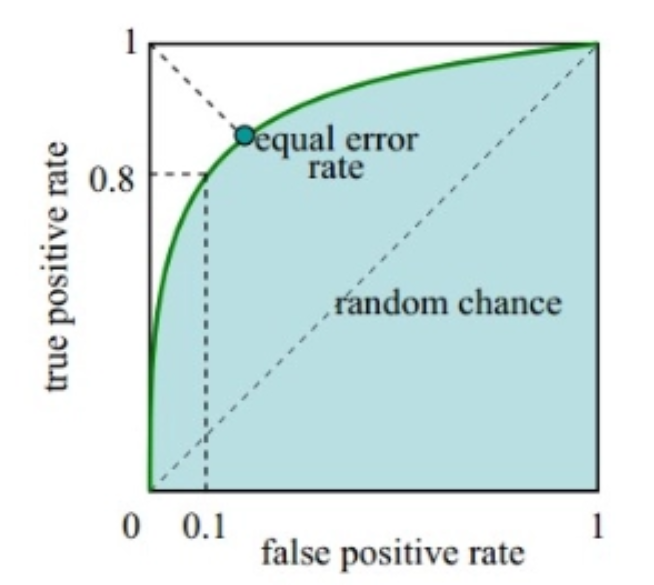 1
equal error
rate
0.8
true positive rate
random chance
0
0.1
1
false positive rate